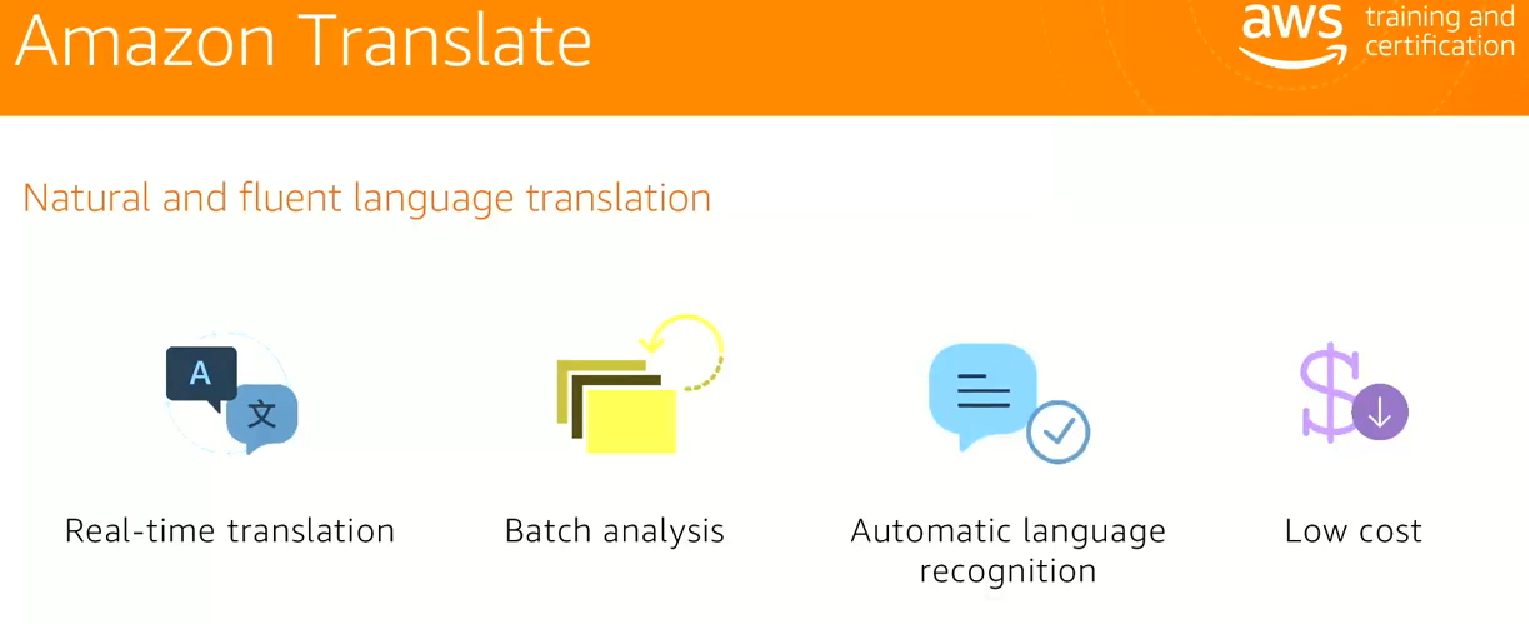 Amazon Translate
aws training and
certification
Natural and fluent language translation
A
文
Real-time translation
Batch analysis
Automatic language
recognition
Low cost